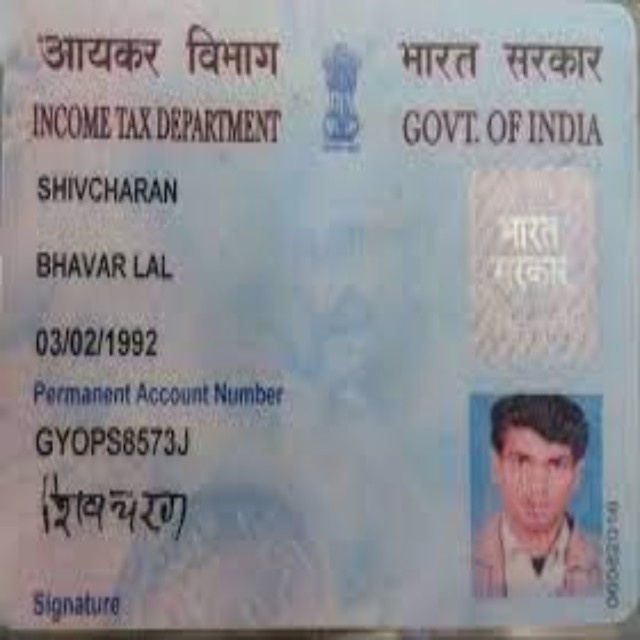 आयकर विभाग
भारत सरकार
INCOME TAX DEPARTMENT
GOVT. OF INDIA
SHIVCHARAN
भारत
सरकार
BHAVAR LAL
03/02/1992
Permanent Account Number
GYOPS8573J
शिवचरण
Signature